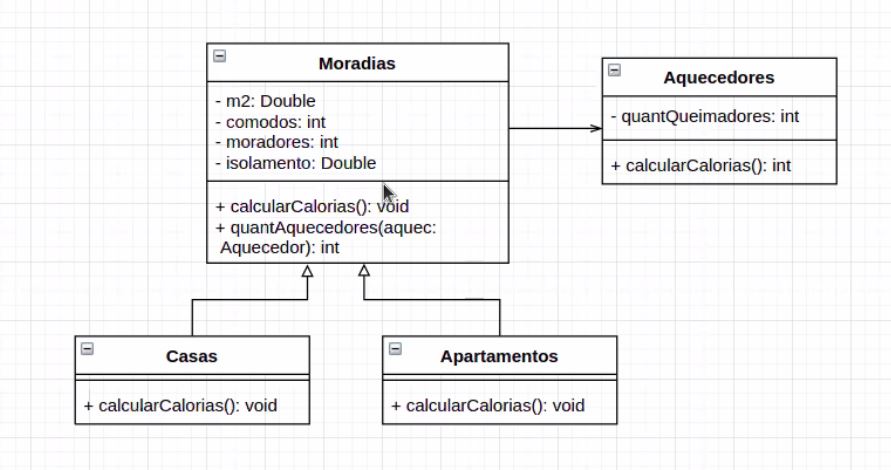 Moradias
- m2: Double
- comodos: int
- moradores: int
- isolamento: Double
+ calcularCalorias(): void
+ quantAquecedores(aquec:
Aquecedor): int
Aquecedores
- quantQueimadores: int
+ calcularCalorias(): int
Casas
+ calcularCalorias(): void
Apartamentos
+ calcularCalorias(): void